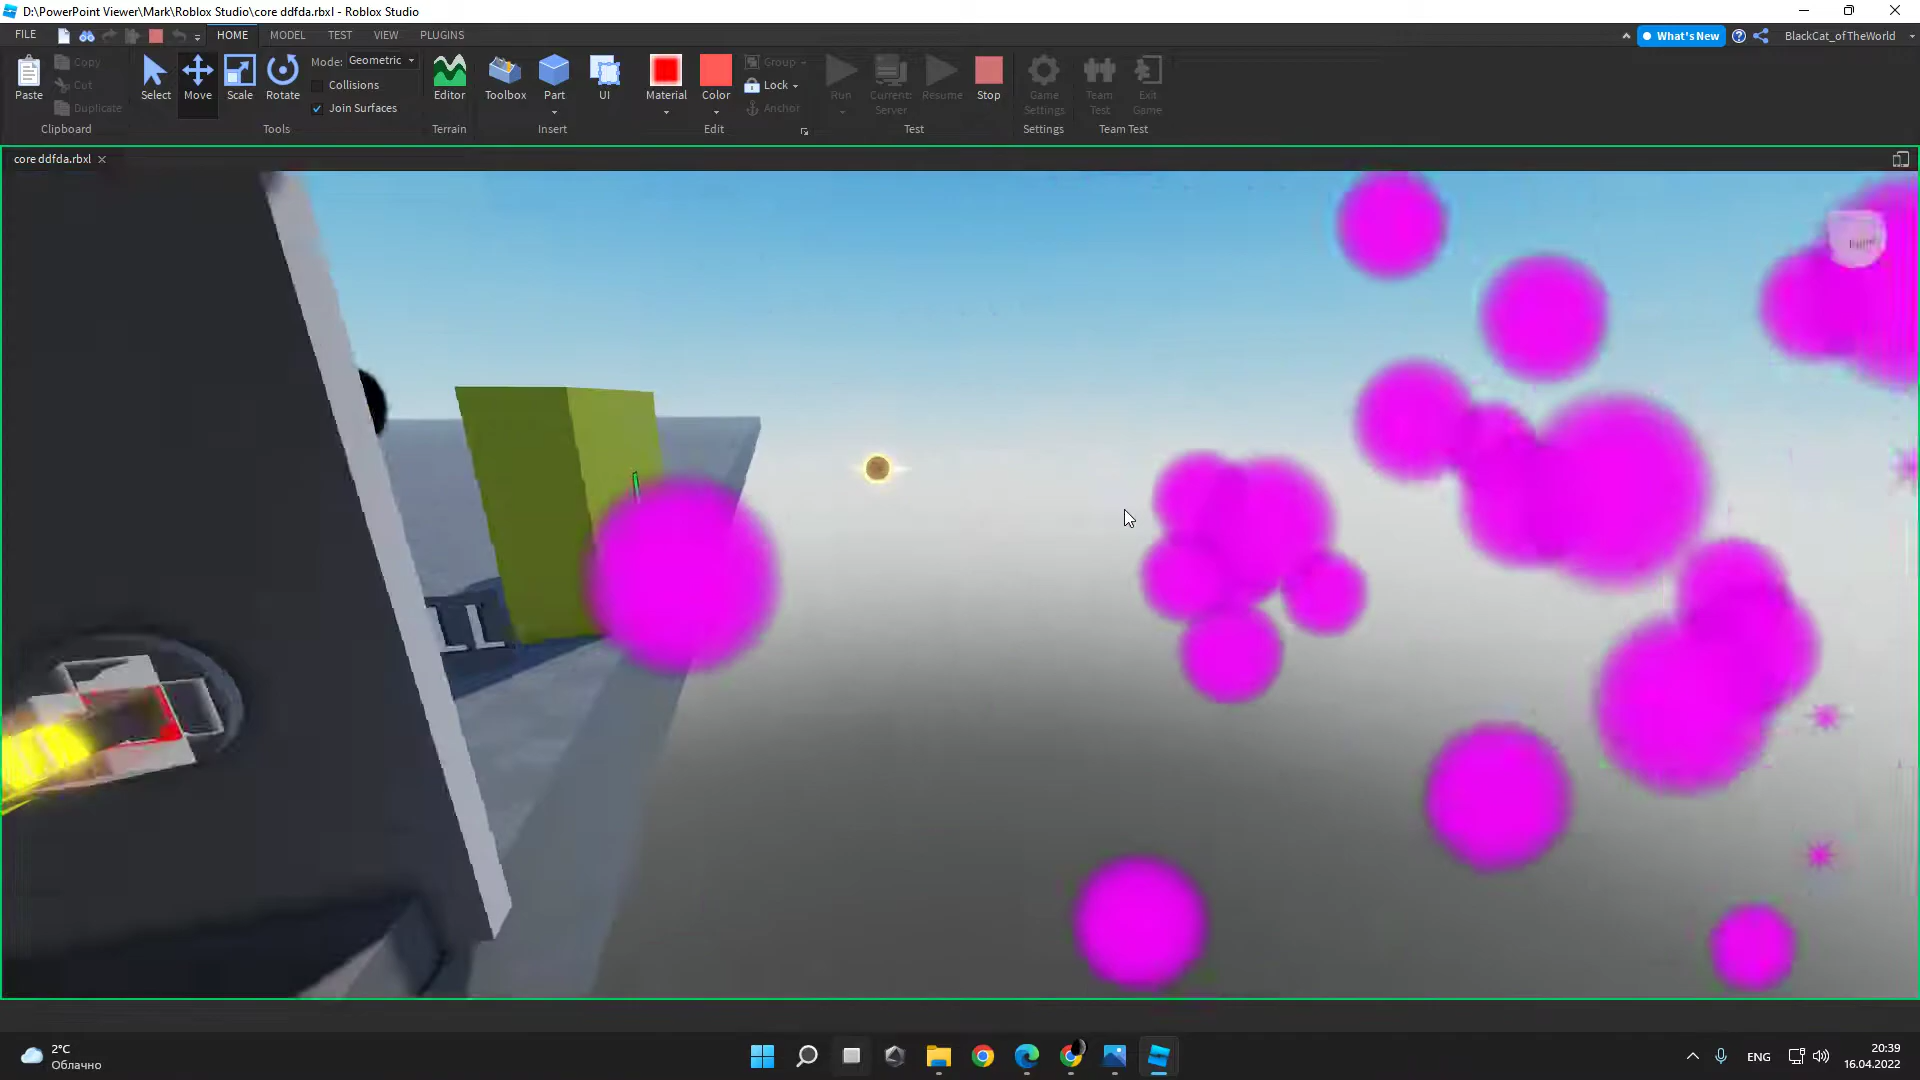 D:\PowerPoint Viewer\Mark\Roblox Studio\core ddfda.rbxl - Roblox Studio
FILE HOME MODEL TEST VIEW PLUGINS What's New BlackCat_ofTheWorld
Paste
Copy
Cut
Duplicate
Clipboard
Select
Move
Scale
Rotate
Mode: Geometric
Collisions
Join Surfaces
Tools
Editor
Terrain
Toolbox
Part
UI
Insert
Material
Color
Group
Lock
Anchor
Edit
Run
Current:
Server
Resume
Stop
Test
Game
Settings
Settings
Team
Test
Exit
Game
Team Test
core ddfda.rbxl
2°C
Облачно
ENG
20:39
16.04.2022